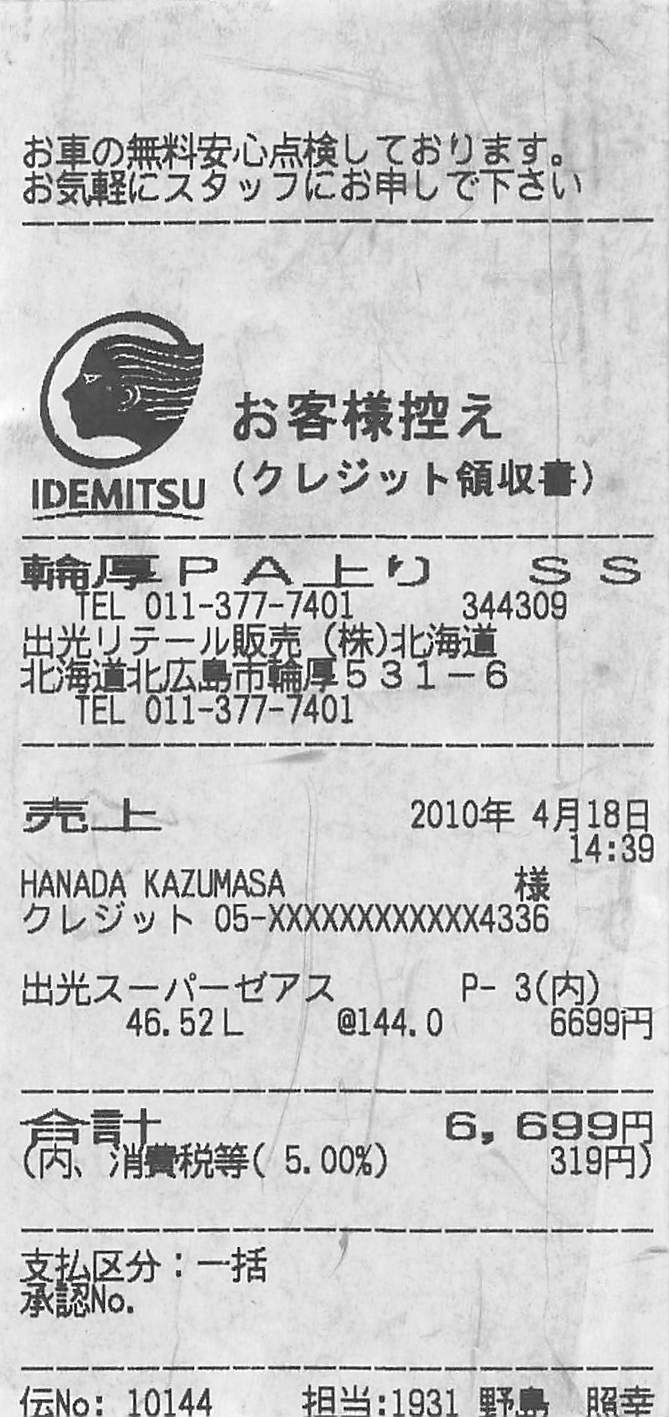 お車の無料安心点検しております。
お気軽にスタッフにお申しで下さい
IDEMITSU
お客様控え
(クレジット領収書)
輪厚PA上り SS
TEL 011-377-7401 344309
出光リテール販売(株)北海道
北海道北広島市輪厚531-6
TEL 011-377-7401
売上 2010年 4月18日
14:39
HANADA KAZUMASA 様
クレジット 05-XXXXXXXXXXXX4336
出光スーパーゼアス P- 3(内)
46.52L @144.0 6699円
合計 6,699円
(内、消費税等( 5.00%) 319円)
支払区分:一括
承認No.
伝No: 10144 担当:1931 野島 照幸